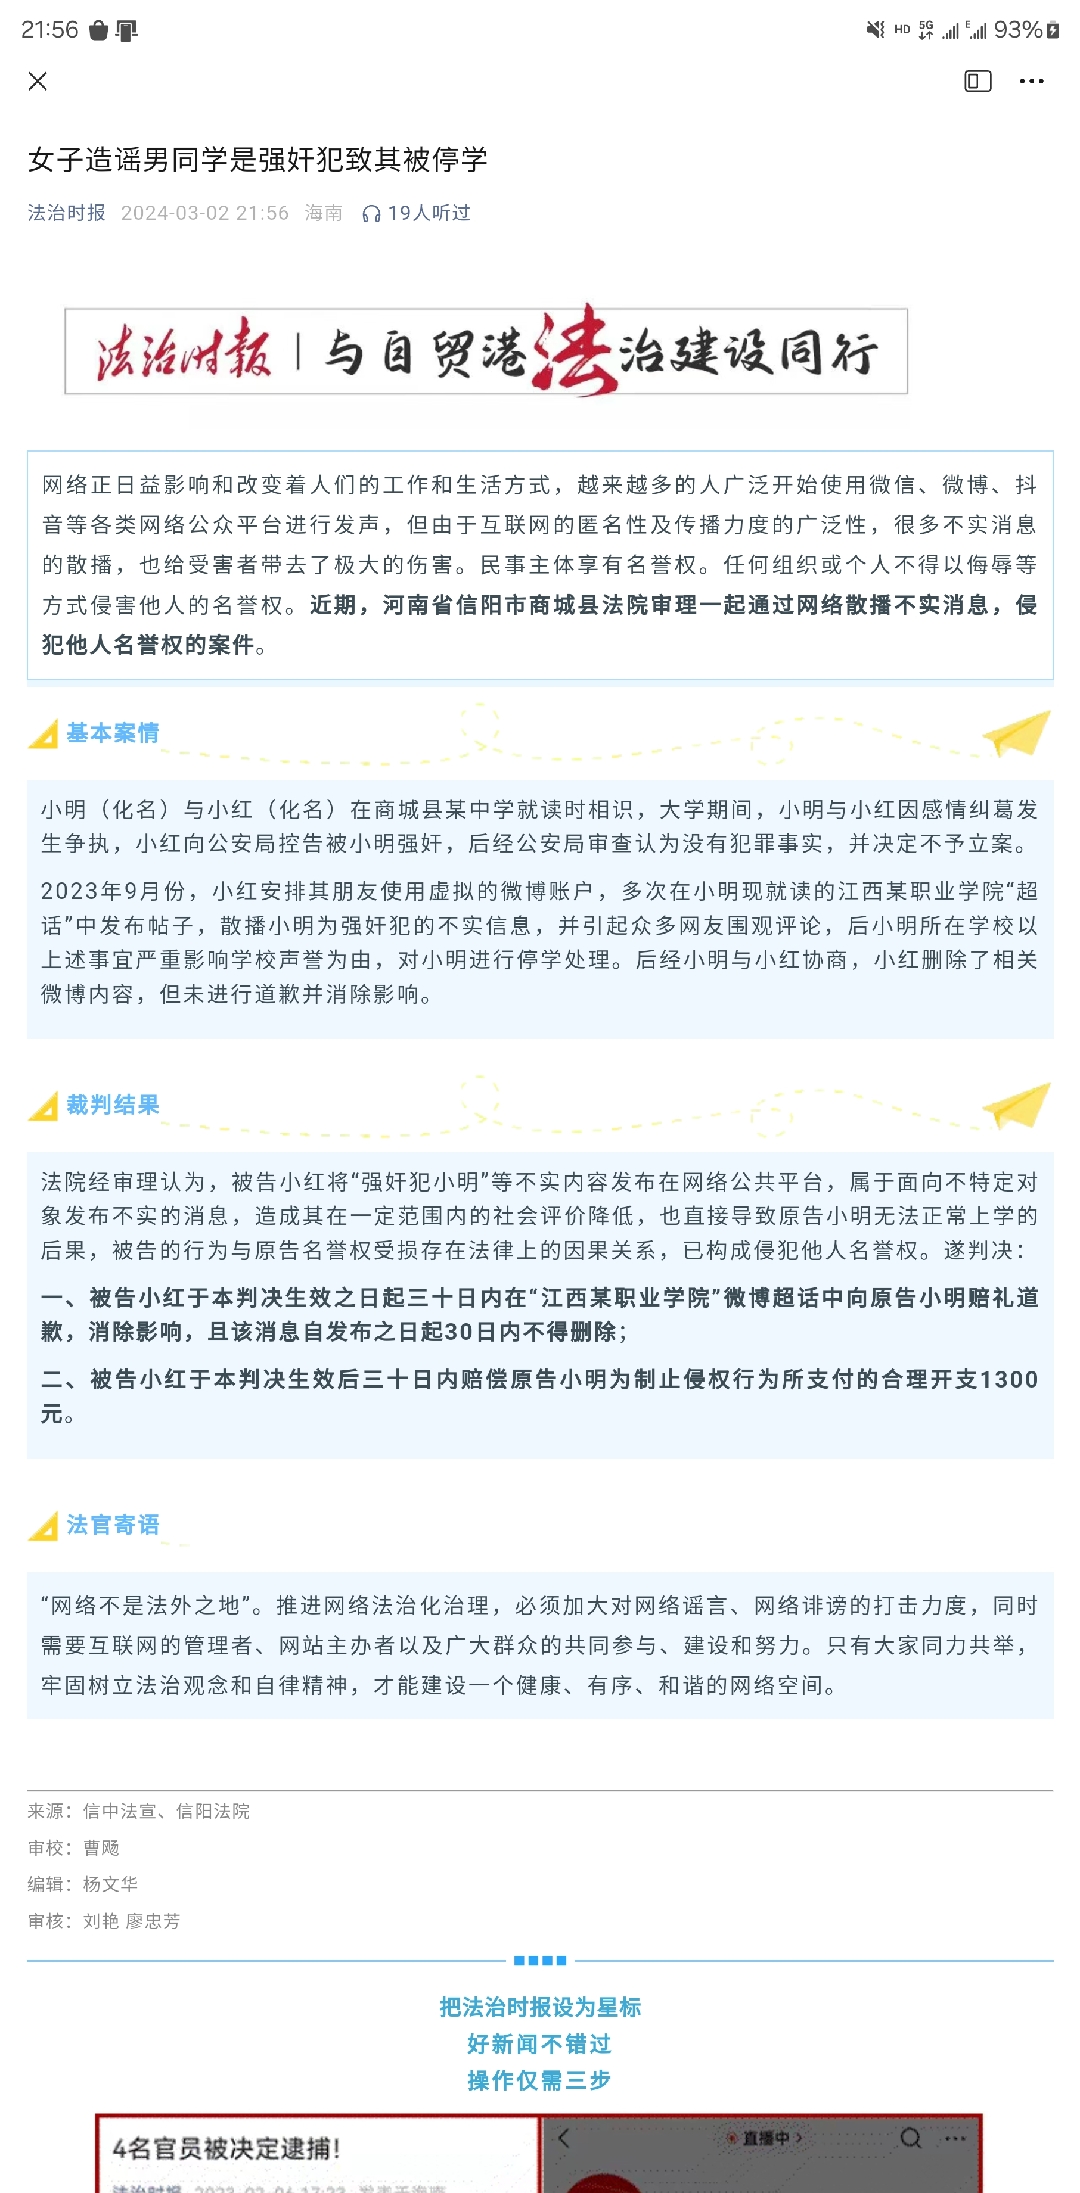 21:56
HD 5G E 93%
女子造谣男同学是强奸犯致其被停学
法治时报 2024-03-02 21:56 海南 19人听过
法治时报 | 与自贸港法治建设同行
网络正日益影响和改变着人们的工作和生活方式，越来越多的人广泛开始使用微信、微博、抖
音等各类网络公众平台进行发声，但由于互联网的匿名性及传播力度的广泛性，很多不实消息
的散播，也给受害者带去了极大的伤害。民事主体享有名誉权。任何组织或个人不得以侮辱等
方式侵害他人的名誉权。近期，河南省信阳市商城县法院审理一起通过网络散播不实消息，侵
犯他人名誉权的案件。
基本案情
小明（化名）与小红（化名）在商城县某中学就读时相识，大学期间，小明与小红因感情纠葛发
生争执，小红向公安局控告被小明强奸，后经公安局审查认为没有犯罪事实，并决定不予立案。
2023年9月份，小红安排其朋友使用虚拟的微博账户，多次在小明现就读的江西某职业学院“超
话”中发布帖子，散播小明为强奸犯的不实信息，并引起众多网友围观评论，后小明所在学校以
上述事宜严重影响学校声誉为由，对小明进行停学处理。后经小明与小红协商，小红删除了相关
微博内容，但未进行道歉并消除影响。
裁判结果
法院经审理认为，被告小红将“强奸犯小明”等不实内容发布在网络公共平台，属于面向不特定对
象发布不实的消息，造成其在一定范围内的社会评价降低，也直接导致原告小明无法正常上学的
后果，被告的行为与原告名誉权受损存在法律上的因果关系，已构成侵犯他人名誉权。遂判决：
一、被告小红于本判决生效之日起三十日内在“江西某职业学院”微博超话中向原告小明赔礼道
歉，消除影响，且该消息自发布之日起30日内不得删除；
二、被告小红于本判决生效后三十日内赔偿原告小明为制止侵权行为所支付的合理开支1300
元。
法官寄语
“网络不是法外之地”。推进网络法治化治理，必须加大对网络谣言、网络诽谤的打击力度，同时
需要互联网的管理者、网站主办者以及广大群众的共同参与、建设和努力。只有大家同力共举，
牢固树立法治观念和自律精神，才能建设一个健康、有序、和谐的网络空间。
来源：信中法宣、信阳法院
审校：曹飏
编辑：杨文华
审核：刘艳 廖忠芳
把法治时报设为星标
好新闻不错过
操作仅需三步
4名官员被决定逮捕！
直播中
法治时报 2023-02-06 17:23 发表于海南